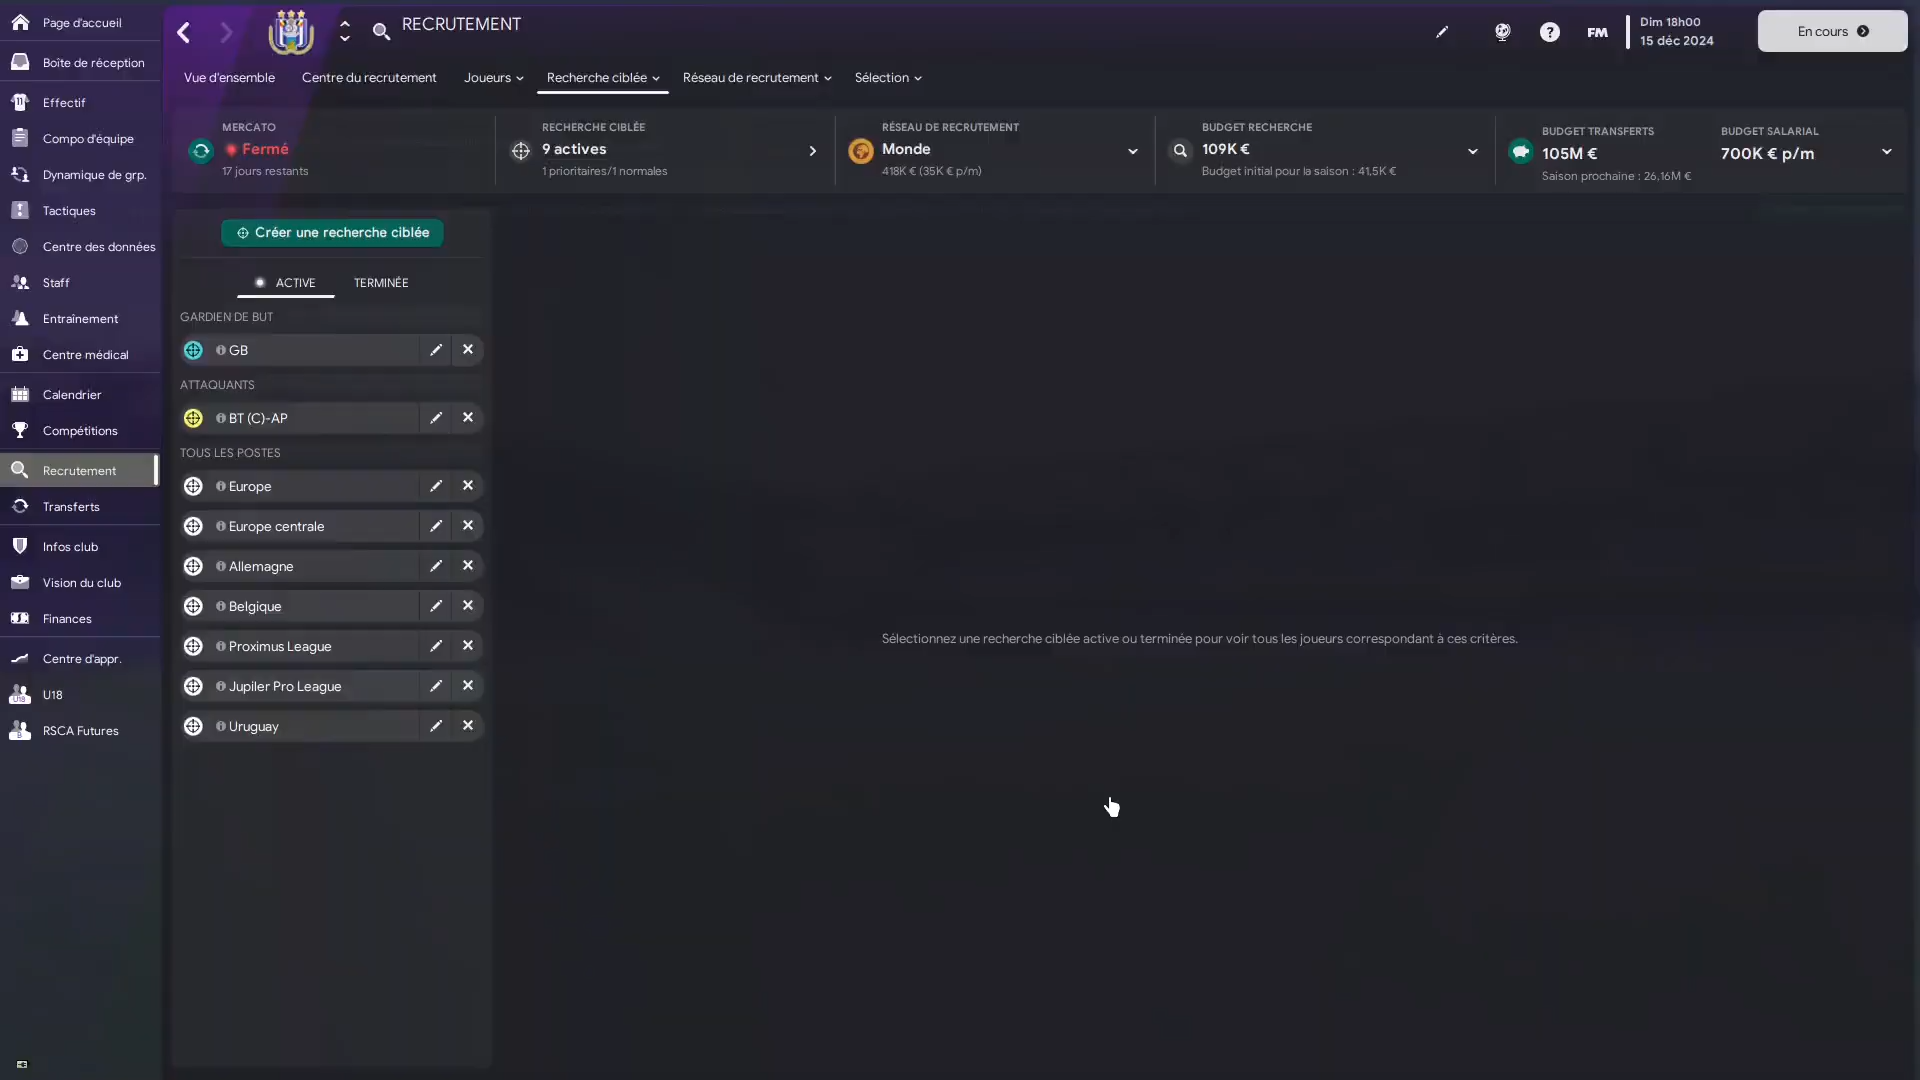 Page d'accueil
Boîte de réception
Effectif
Compo d'équipe
Dynamique de grp.
Tactiques
Centre des données
Staff
Entraînement
Centre médical
Calendrier
Compétitions
Recrutement
Transferts
Infos club
Vision du club
Finances
Centre d'appr.
U18
RSCA Futures
RECRUTEMENT
FM
Dim 18h00
15 déc 2024
En cours
Vue d'ensemble
Centre du recrutement
Joueurs
Recherche ciblée
Réseau de recrutement
Sélection
MERCATO
Fermé
17 jours restants
RECHERCHE CIBLÉE
9 actives
1 prioritaires/1 normales
RÉSEAU DE RECRUTEMENT
Monde
418K € (35K € p/m)
BUDGET RECHERCHE
109K €
Budget initial pour la saison : 41,5K €
BUDGET TRANSFERTS
105M €
Saison prochaine : 26,16M €
BUDGET SALARIAL
700K € p/m
Créer une recherche ciblée
ACTIVE
TERMINÉE
GARDIEN DE BUT
GB
ATTAQUANTS
BT (C)-AP
TOUS LES POSTES
Europe
Europe centrale
Allemagne
Belgique
Proximus League
Jupiler Pro League
Uruguay
Sélectionnez une recherche ciblée active ou terminée pour voir tous les joueurs correspondant à ces critères.